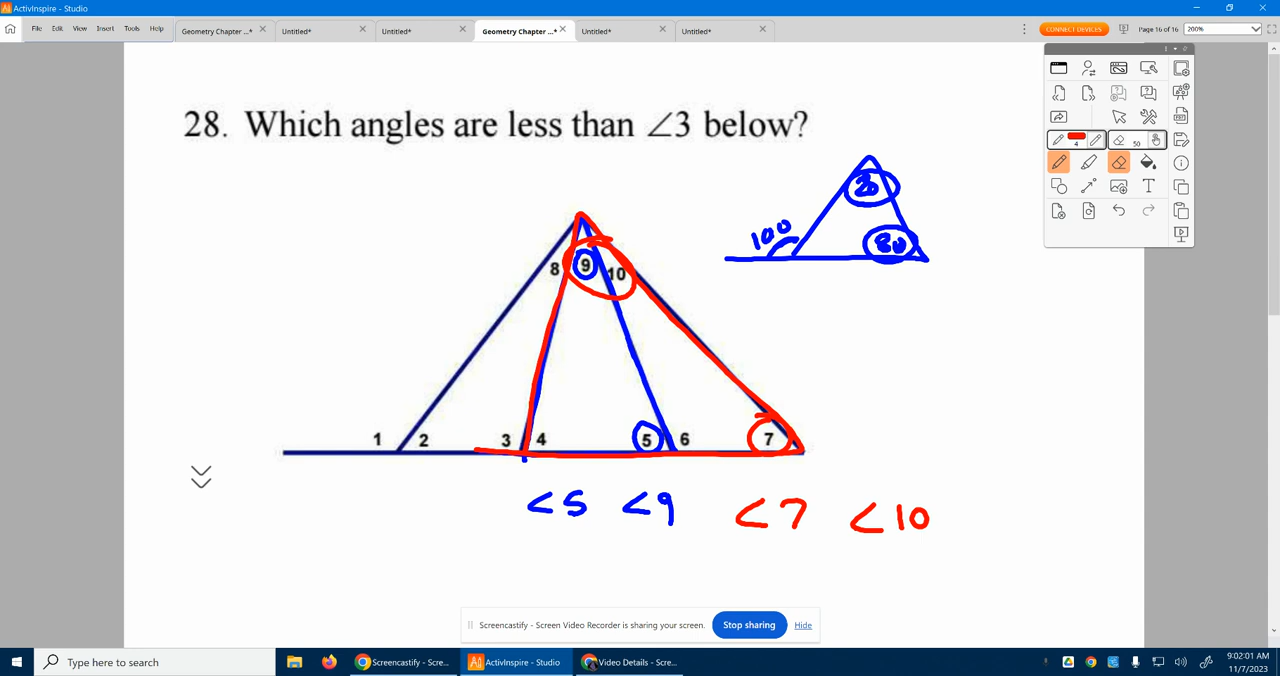 ActivInspire - Studio
File Edit View Insert Tools Help
Geometry Chapter ...*
Untitled*
Untitled*
Geometry Chapter ...*
Untitled*
Untitled*
CONNECT DEVICES
Page 16 of 16
200%
4
50
28. Which angles are less than ∠3 below?
100
80
8 9 10
1 2 3 4 5 6 7
<5 <9 <7 <10
Screencastify - Screen Video Recorder is sharing your screen.
Stop sharing
Hide
Type here to search
Screencastify - Scre...
ActivInspire - Studio
Video Details - Scre...
9:02:01 AM
11/7/2023